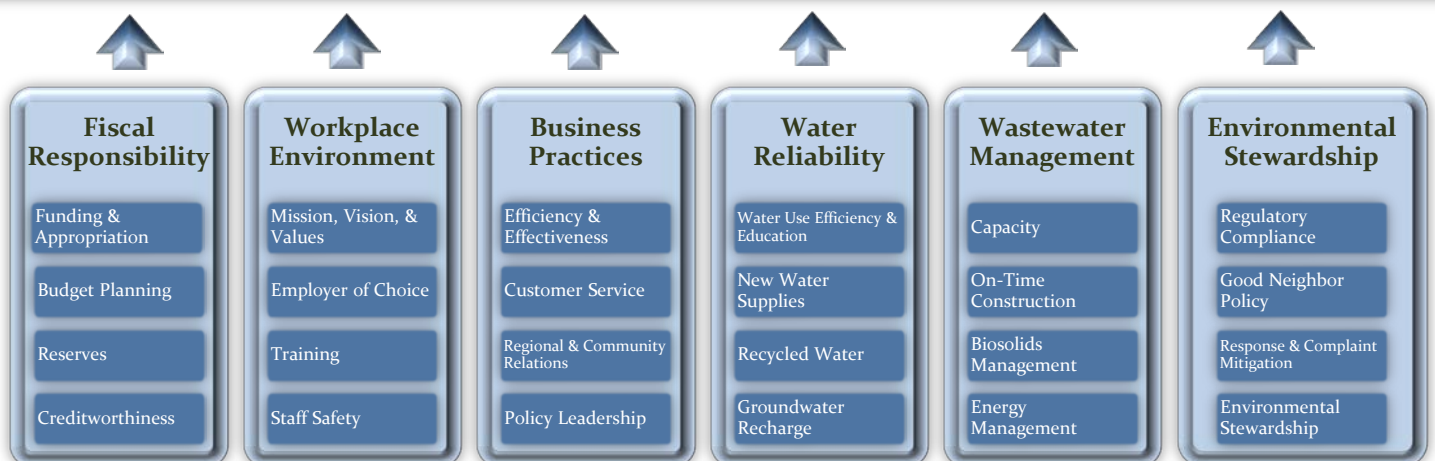 Fiscal
Responsibility
Funding &
Appropriation
Budget Planning
Reserves
Creditworthiness
Workplace
Environment
Mission, Vision, &
Values
Employer of Choice
Training
Staff Safety
Business
Practices
Efficiency &
Effectiveness
Customer Service
Regional & Community
Relations
Policy Leadership
Water
Reliability
Water Use Efficiency &
Education
New Water
Supplies
Recycled Water
Groundwater
Recharge
Wastewater
Management
Capacity
On-Time
Construction
Biosolids
Management
Energy
Management
Environmental
Stewardship
Regulatory
Compliance
Good Neighbor
Policy
Response & Complaint
Mitigation
Environmental
Stewardship